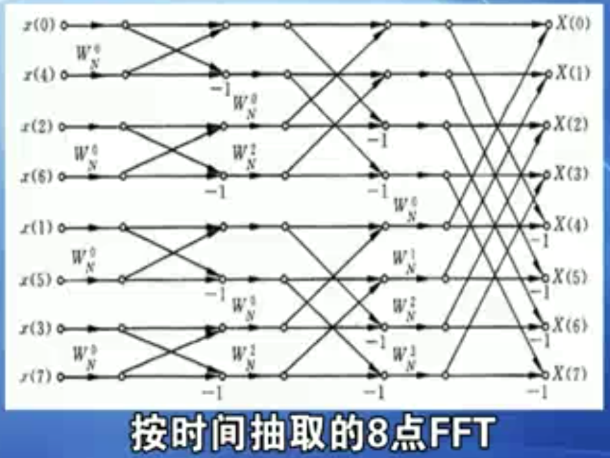 x(0) X(0)
W_N^0
x(4) X(1)
-1 W_N^0
x(2) X(2)
-1
W_N^0 W_N^2
x(6) X(3)
-1 -1
W_N^0
x(1) X(4)
-1
W_N^0 W_N^1
x(5) X(5)
-1 -1
W_N^0 W_N^2
x(3) X(6)
-1 -1
W_N^0 W_N^2 W_N^3
x(7) X(7)
-1 -1 -1
按时间抽取的8点FFT